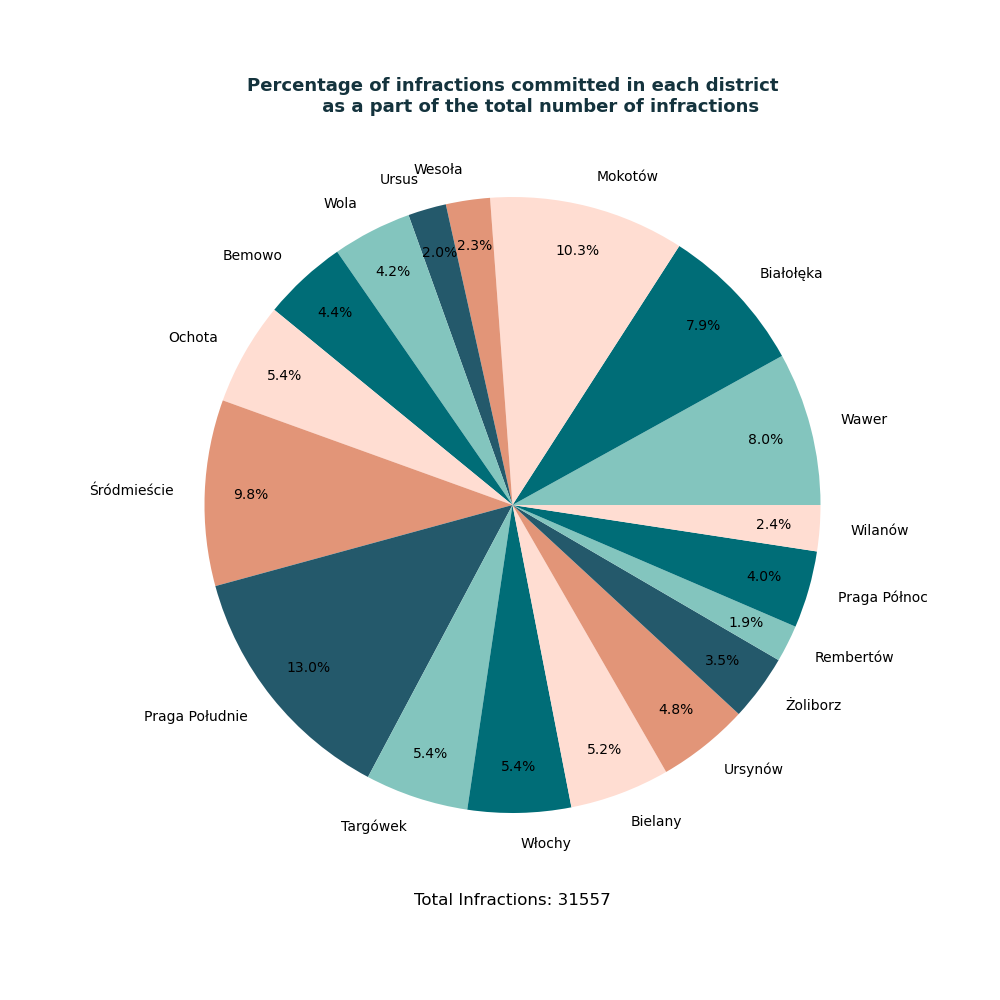 Percentage of infractions committed in each district
as a part of the total number of infractions
Wesoła
Mokotów
Ursus
Wola
2.3%
10.3%
2.0%
Bemowo
4.2%
Białołęka
4.4%
7.9%
Ochota
5.4%
Wawer
8.0%
Śródmieście
9.8%
2.4%
Wilanów
4.0%
Praga Północ
1.9%
Rembertów
3.5%
13.0%
Żoliborz
4.8%
Praga Południe
5.2%
5.4%
5.4%
Ursynów
Targówek
Bielany
Włochy
Total Infractions: 31557